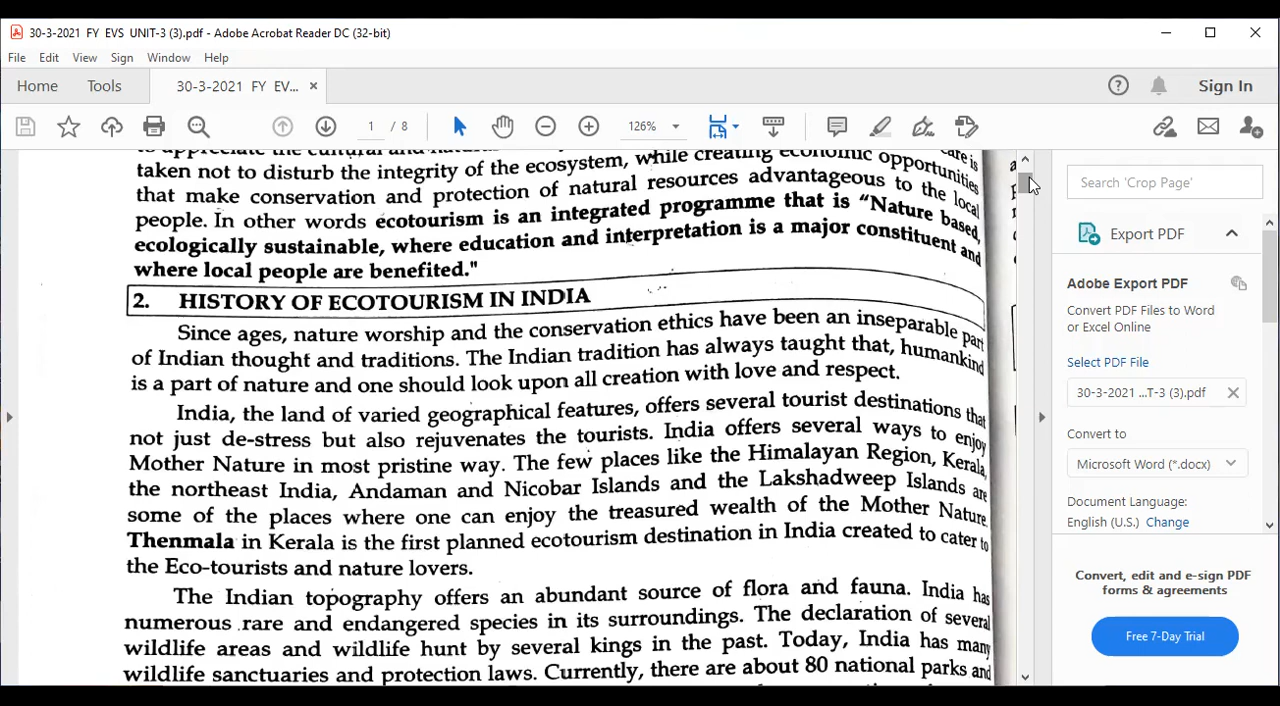 30-3-2021 FY EVS UNIT-3 (3).pdf - Adobe Acrobat Reader DC (32-bit)
File Edit View Sign Window Help
Home Tools 30-3-2021 FY EV... Sign In
1 / 8 126%
to appreciate the cultural and care is
taken not to disturb the integrity of the ecosystem, while creating economic opportunities
that make conservation and protection of natural resources advantageous to the local
people. In other words ecotourism is an integrated programme that is "Nature based,
ecologically sustainable, where education and interpretation is a major constituent and
where local people are benefited."
2. HISTORY OF ECOTOURISM IN INDIA
Since ages, nature worship and the conservation ethics have been an inseparable part
of Indian thought and traditions. The Indian tradition has always taught that, humankind
is a part of nature and one should look upon all creation with love and respect.
India, the land of varied geographical features, offers several tourist destinations that
not just de-stress but also rejuvenates the tourists. India offers several ways to enjoy
Mother Nature in most pristine way. The few places like the Himalayan Region, Kerala,
the northeast India, Andaman and Nicobar Islands and the Lakshadweep Islands are
some of the places where one can enjoy the treasured wealth of the Mother Nature.
Thenmala in Kerala is the first planned ecotourism destination in India created to cater to
the Eco-tourists and nature lovers.
The Indian topography offers an abundant source of flora and fauna. India has
numerous rare and endangered species in its surroundings. The declaration of several
wildlife areas and wildlife hunt by several kings in the past. Today, India has many
wildlife sanctuaries and protection laws. Currently, there are about 80 national parks and
Search 'Crop Page'
Export PDF
Adobe Export PDF
Convert PDF Files to Word
or Excel Online
Select PDF File
30-3-2021 ...T-3 (3).pdf
Convert to
Microsoft Word (*.docx)
Document Language:
English (U.S.) Change
Convert, edit and e-sign PDF
forms & agreements
Free 7-Day Trial